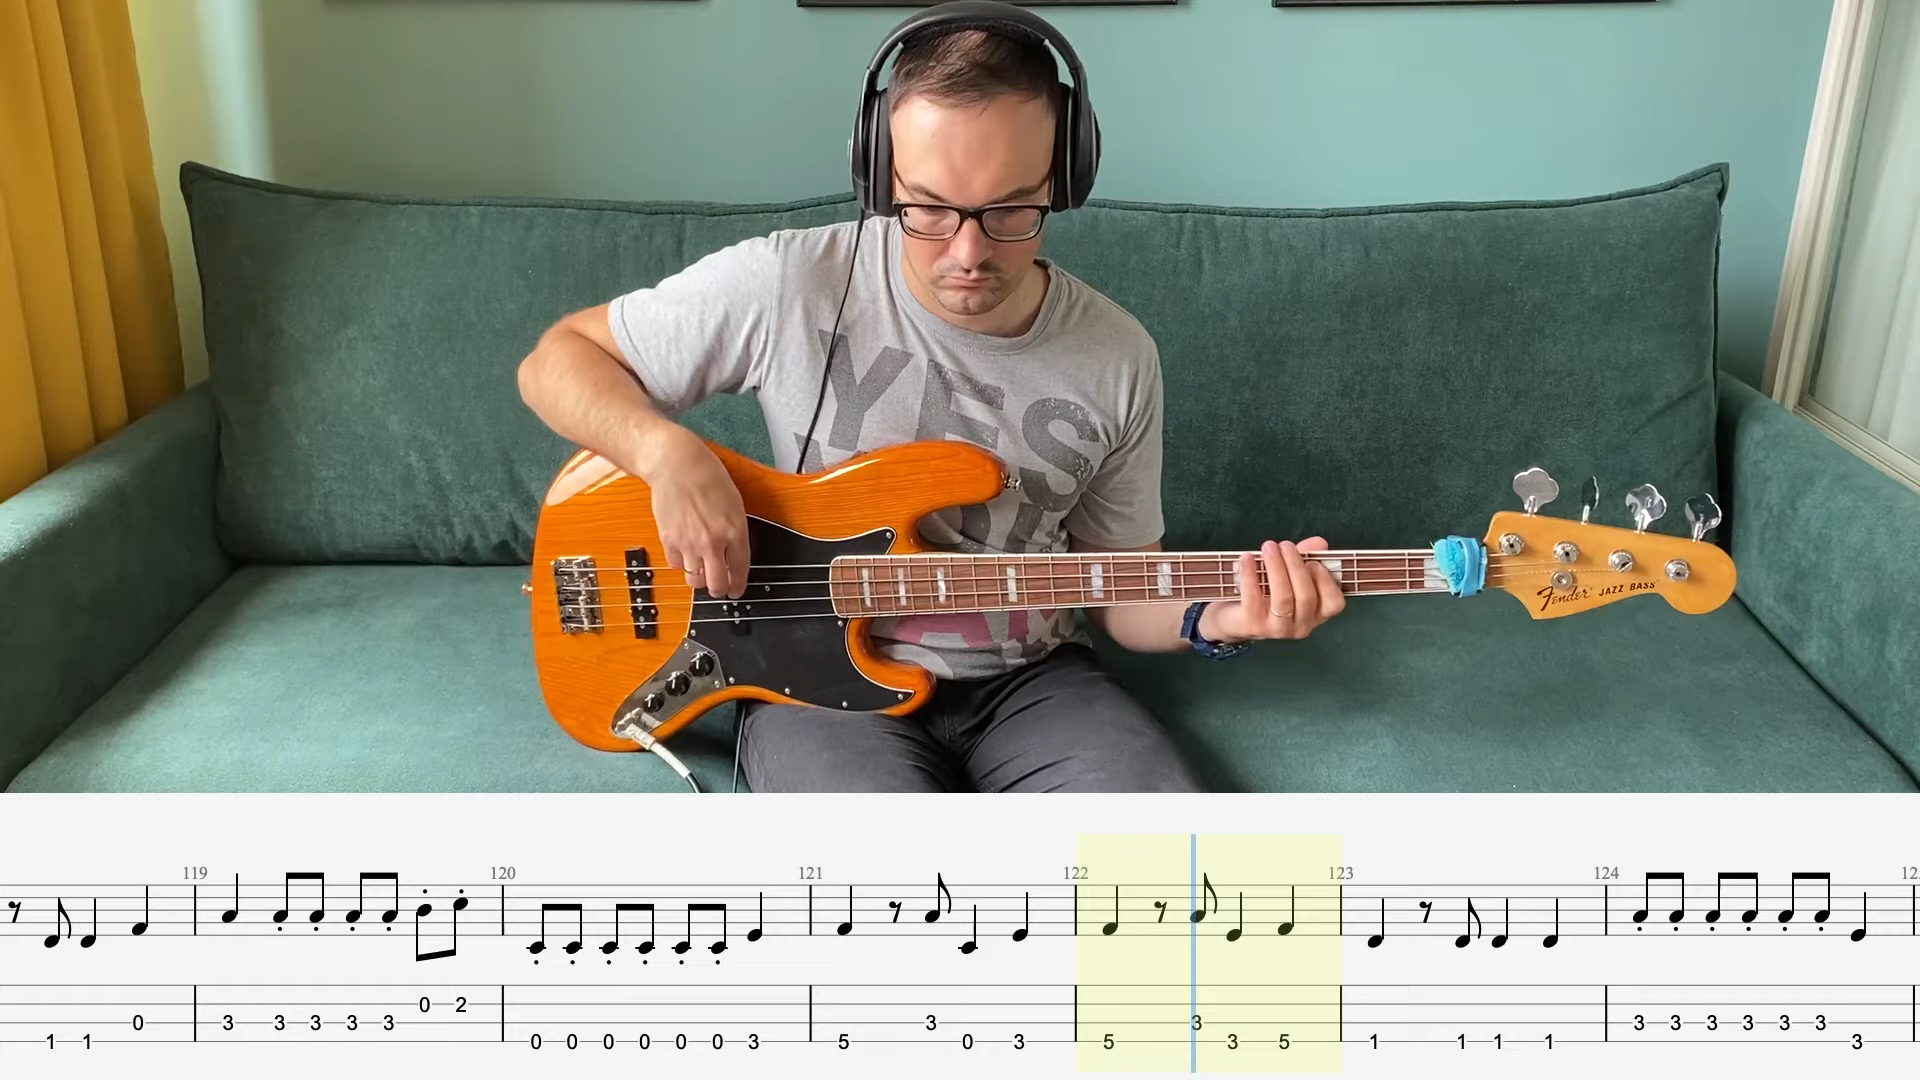 YES
Fender JAZZ BASS
119 120 121 122 123 124
0 2
0 3 3 3 3 3 3 3 3 3 3 3 3 3
1 1 0 0 0 0 0 0 3 5 0 3 5 3 5 1 1 1 1 3